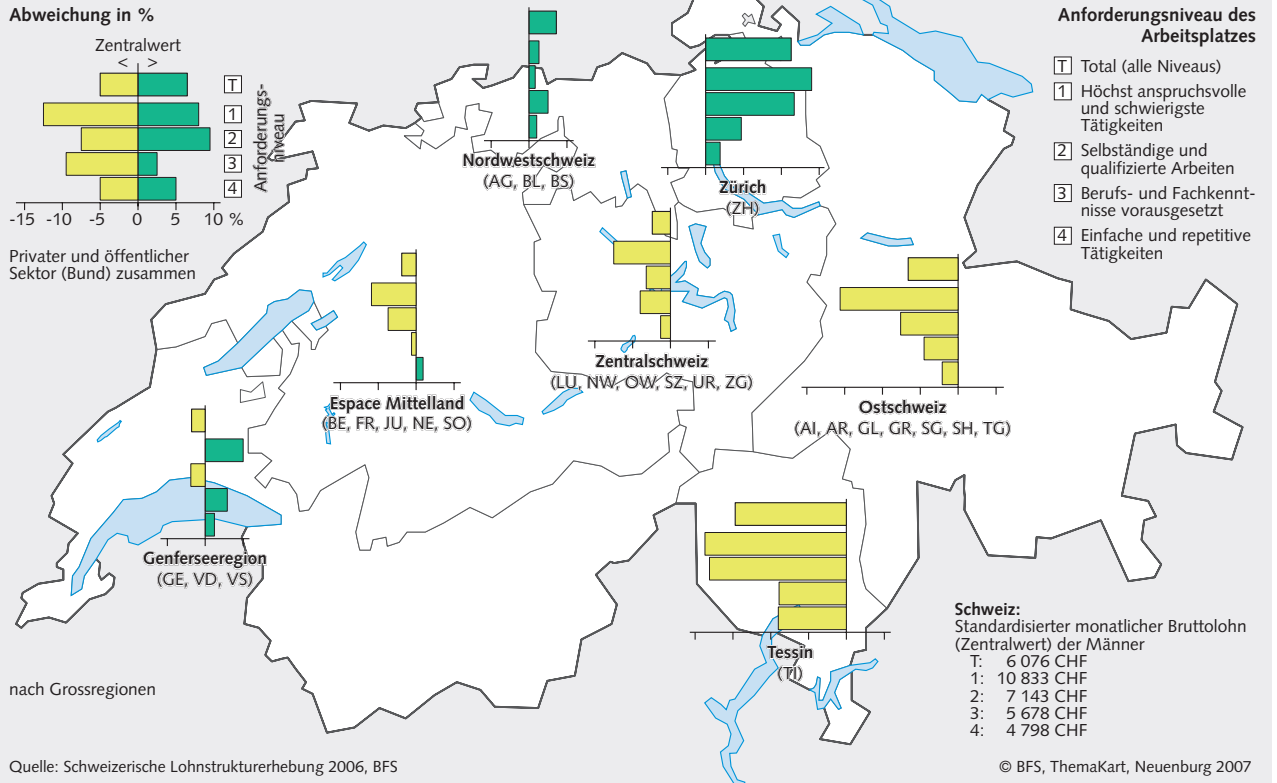 Abweichung in %
Zentralwert
< >
T
1
2
3
4
Anforderungs-
niveau
-15 -10 -5 0 5 10 %
Privater und öffentlicher
Sektor (Bund) zusammen
Anforderungsniveau des
Arbeitsplatzes
T Total (alle Niveaus)
1 Höchst anspruchsvolle
und schwierigste
Tätigkeiten
2 Selbständige und
qualifizierte Arbeiten
3 Berufs- und Fachkennt-
nisse vorausgesetzt
4 Einfache und repetitive
Tätigkeiten
Nordwestschweiz
(AG, BL, BS)
Zürich
(ZH)
Zentralschweiz
(LU, NW, OW, SZ, UR, ZG)
Espace Mittelland
(BE, FR, JU, NE, SO)
Ostschweiz
(AI, AR, GL, GR, SG, SH, TG)
Genferseeregion
(GE, VD, VS)
Tessin
(TI)
Schweiz:
Standardisierter monatlicher Bruttolohn
(Zentralwert) der Männer
T: 6 076 CHF
1: 10 833 CHF
2: 7 143 CHF
3: 5 678 CHF
4: 4 798 CHF
nach Grossregionen
Quelle: Schweizerische Lohnstrukturerhebung 2006, BFS
© BFS, ThemaKart, Neuenburg 2007